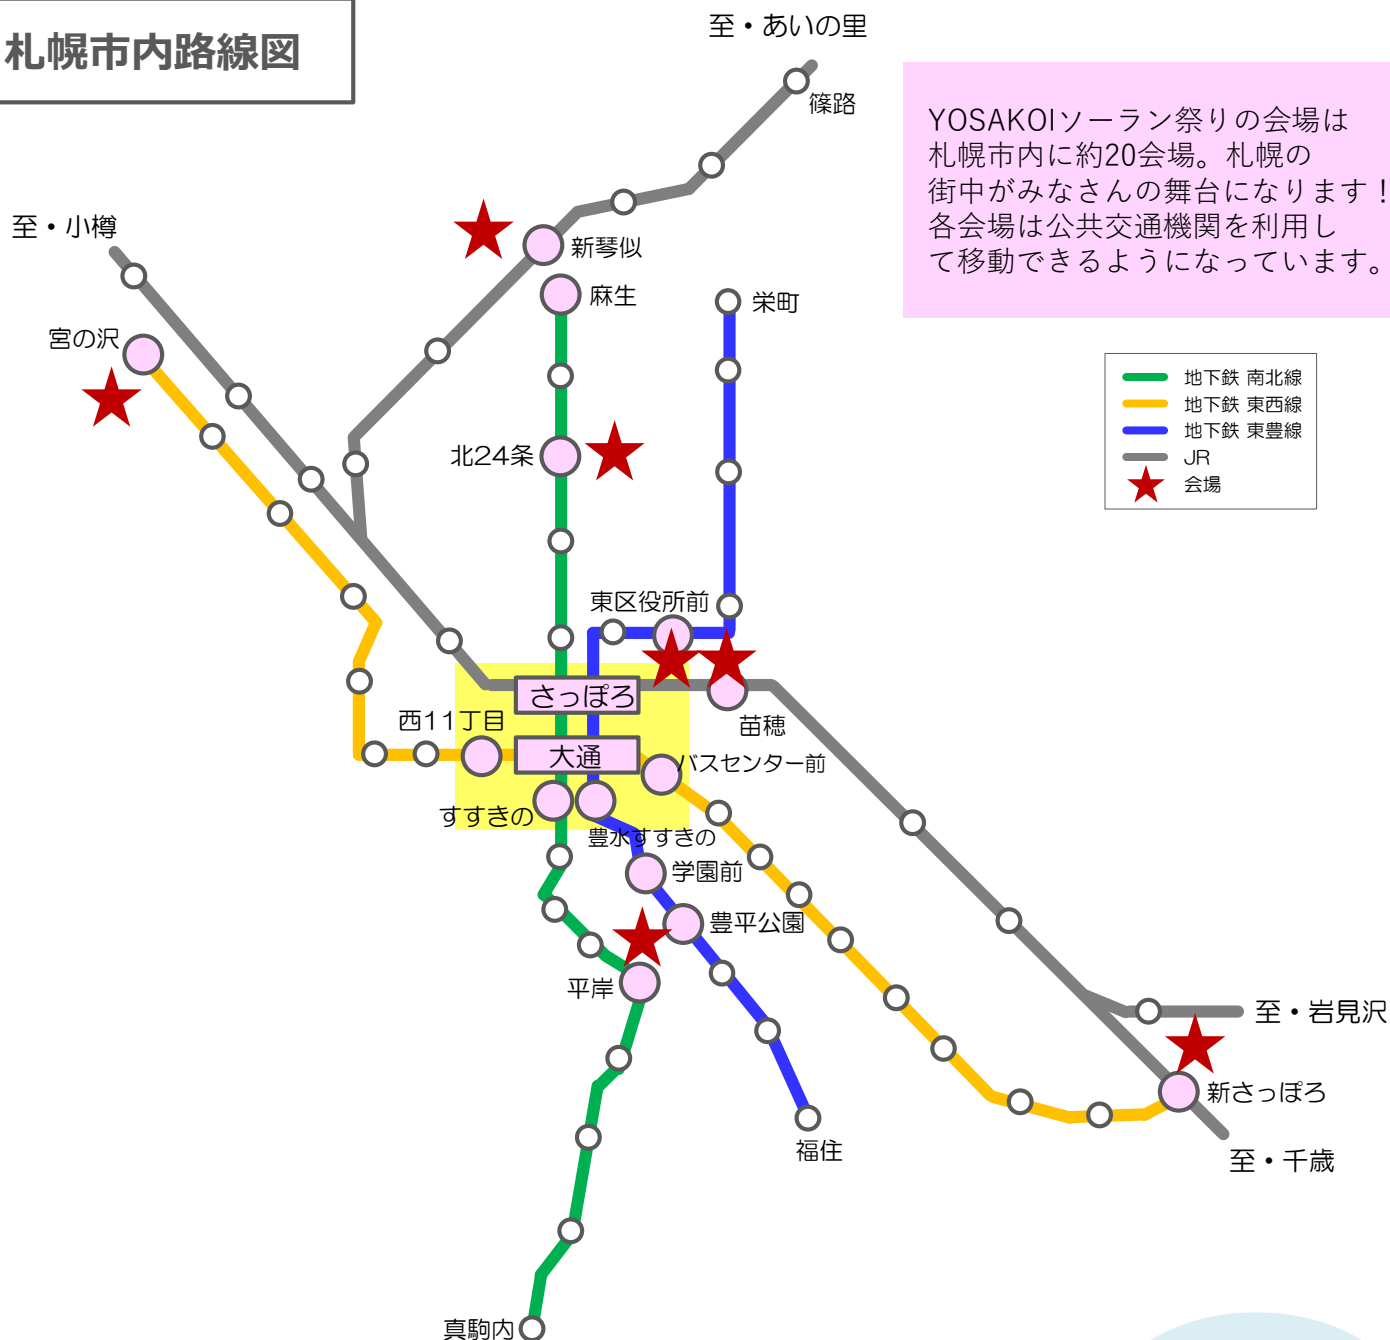 札幌市内路線図
至・あいの里
篠路
YOSAKOIソーラン祭りの会場は
札幌市内に約20会場。札幌の
街中がみなさんの舞台になります！
各会場は公共交通機関を利用し
て移動できるようになっています。
至・小樽
新琴似
麻生
栄町
宮の沢
地下鉄 南北線
地下鉄 東西線
地下鉄 東豊線
JR
会場
北24条
東区役所前
さっぽろ
苗穂
西11丁目
大通
バスセンター前
すすきの
豊水すすきの
学園前
豊平公園
平岸
至・岩見沢
新さっぽろ
福住
至・千歳
真駒内